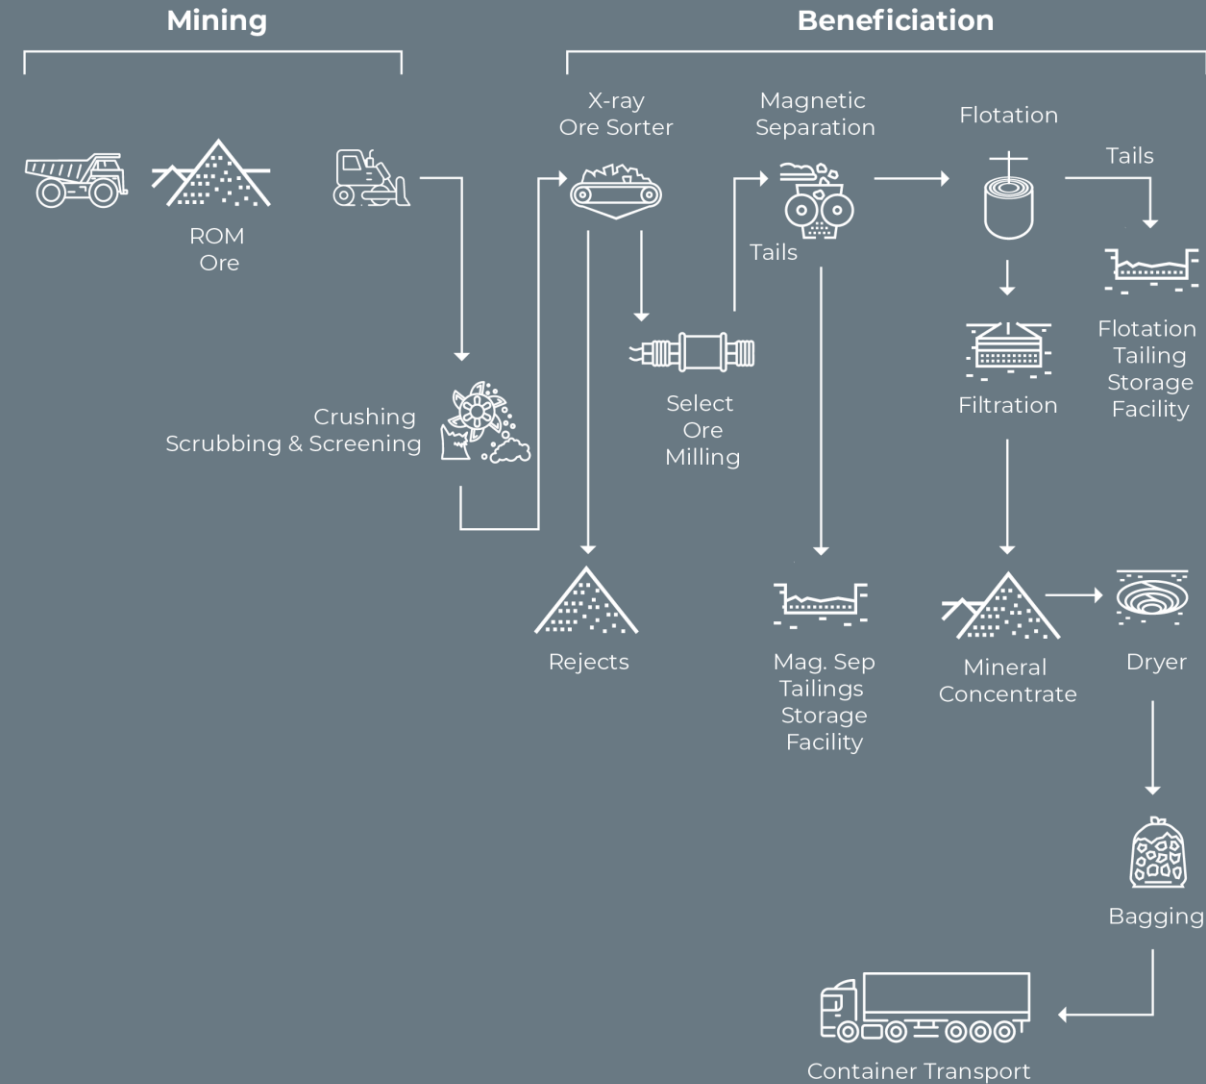 Mining
Beneficiation
ROM
Ore
Crushing
Scrubbing & Screening
X-ray
Ore Sorter
Magnetic
Separation
Flotation
Tails
Tails
Select
Ore
Milling
Filtration
Flotation
Tailing
Storage
Facility
Rejects
Mag. Sep
Tailings
Storage
Facility
Mineral
Concentrate
Dryer
Bagging
Container Transport